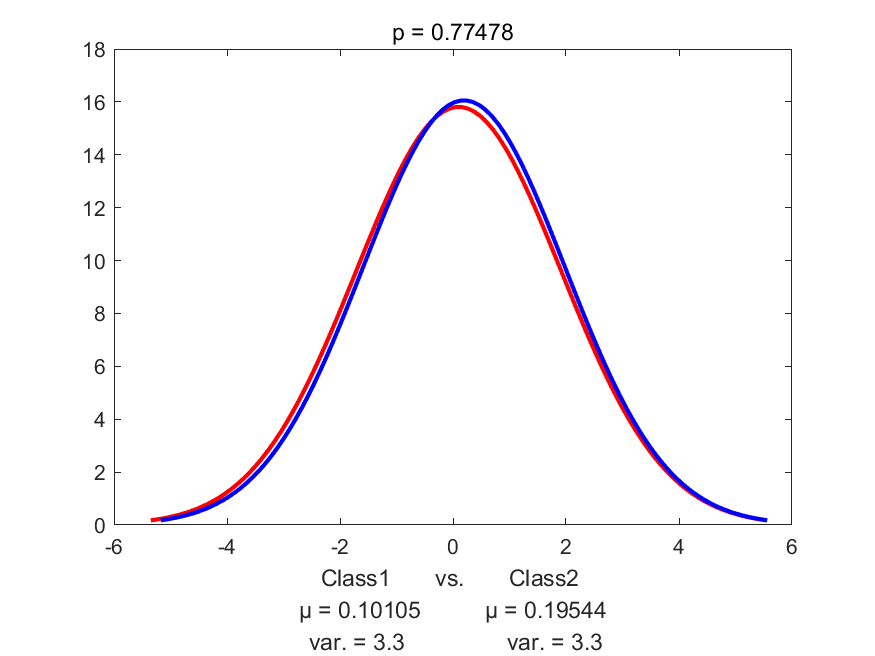 p = 0.77478
18
16
14
12
10
8
6
4
2
0
-6 -4 -2 0 2 4 6
Class1 vs. Class2
μ = 0.10105 μ = 0.19544
var. = 3.3 var. = 3.3